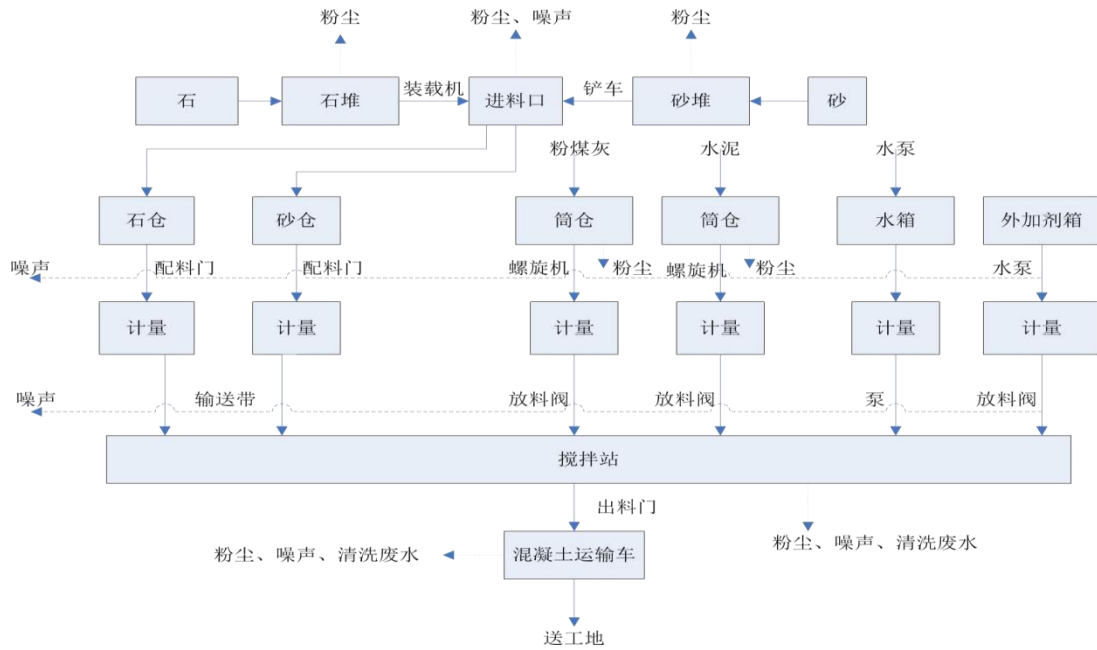 粉尘 粉尘、噪声 粉尘
石 石堆 装载机 进料口 铲车 砂堆 砂
粉煤灰 水泥 水泵
石仓 砂仓 筒仓 筒仓 水箱 外加剂箱
噪声 配料门 配料门 螺旋机 粉尘 螺旋机 粉尘 水泵
计量 计量 计量 计量 计量 计量
噪声 输送带 放料阀 放料阀 泵 放料阀
搅拌站
出料门
粉尘、噪声、清洗废水 混凝土运输车 粉尘、噪声、清洗废水
送工地